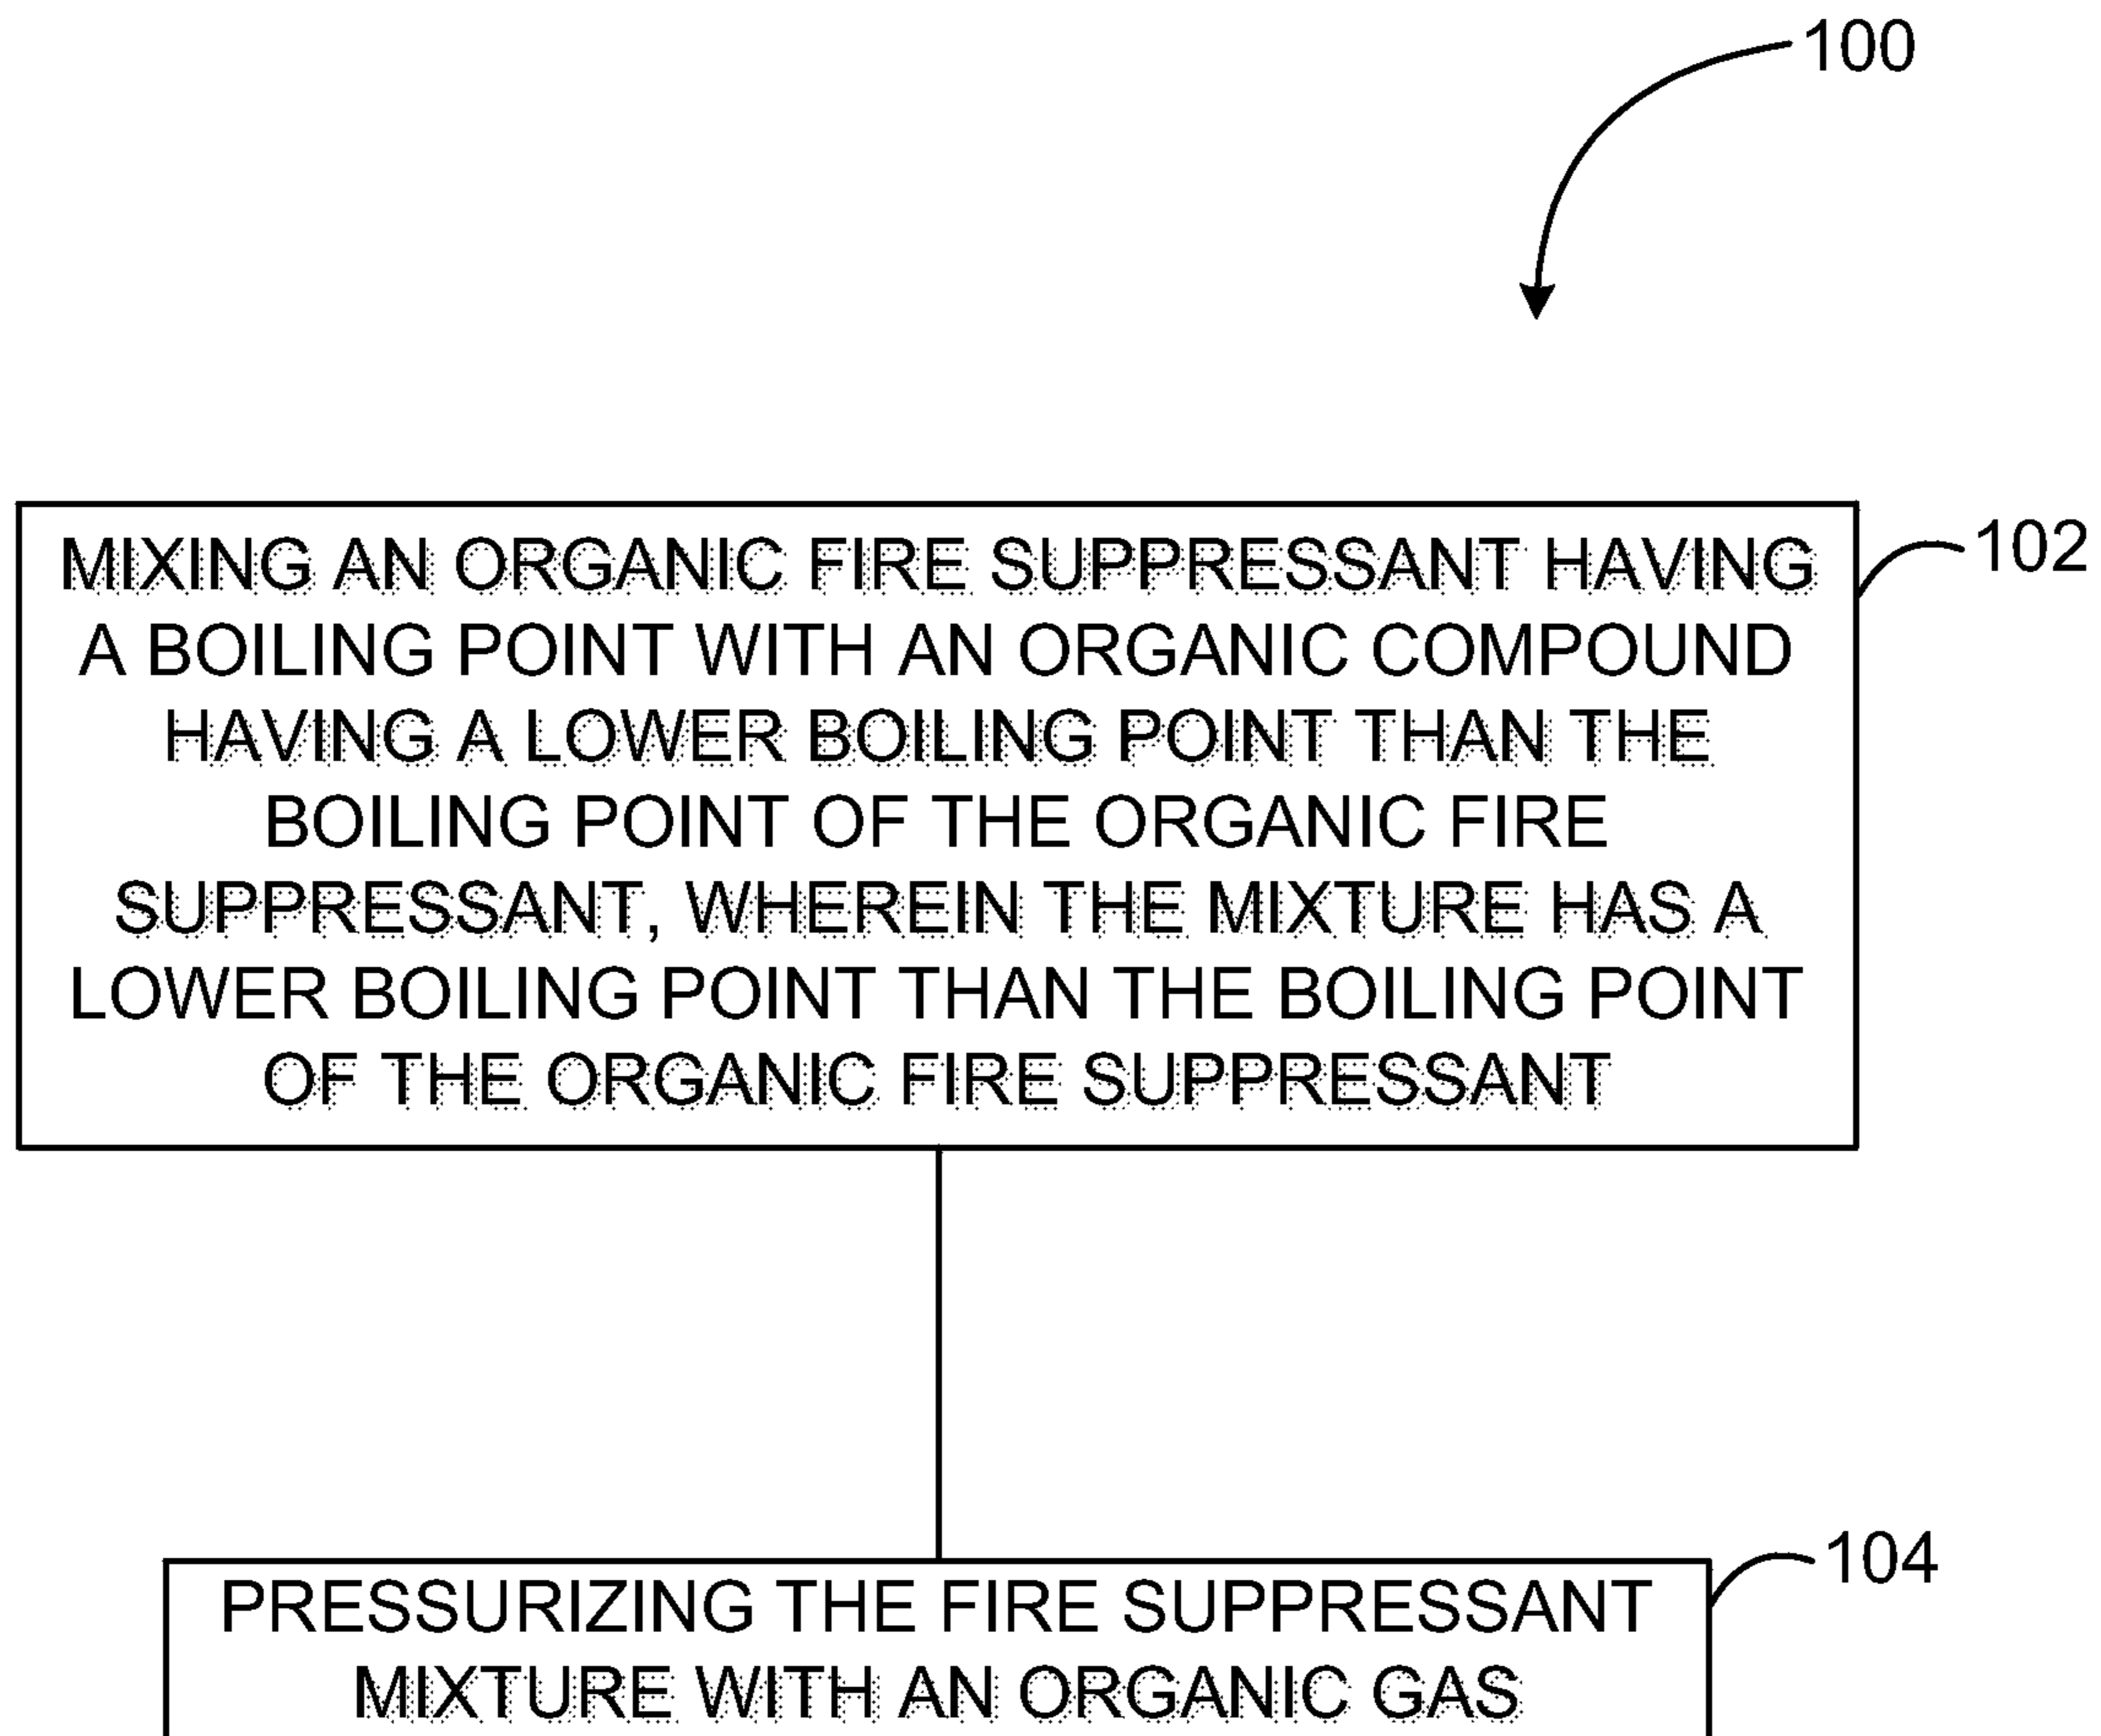 100
MIXING AN ORGANIC FIRE SUPPRESSANT HAVING
A BOILING POINT WITH AN ORGANIC COMPOUND
HAVING A LOWER BOILING POINT THAN THE
BOILING POINT OF THE ORGANIC FIRE
SUPPRESSANT, WHEREIN THE MIXTURE HAS A
LOWER BOILING POINT THAN THE BOILING POINT
OF THE ORGANIC FIRE SUPPRESSANT
102
PRESSURIZING THE FIRE SUPPRESSANT
MIXTURE WITH AN ORGANIC GAS
104